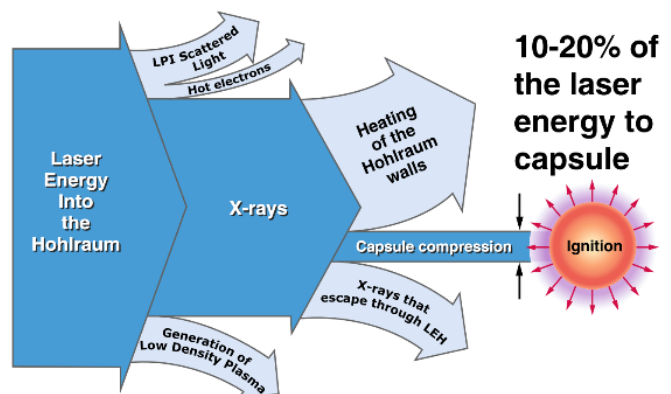 LPI Scattered
Light
Hot electrons
10-20% of
the laser
energy to
capsule
Laser
Energy
Into
the
Hohlraum
X-rays
Heating
of the
Hohlraum
walls
Capsule compression
Ignition
X-rays that
escape through LEH
Generation of
Low Density Plasma